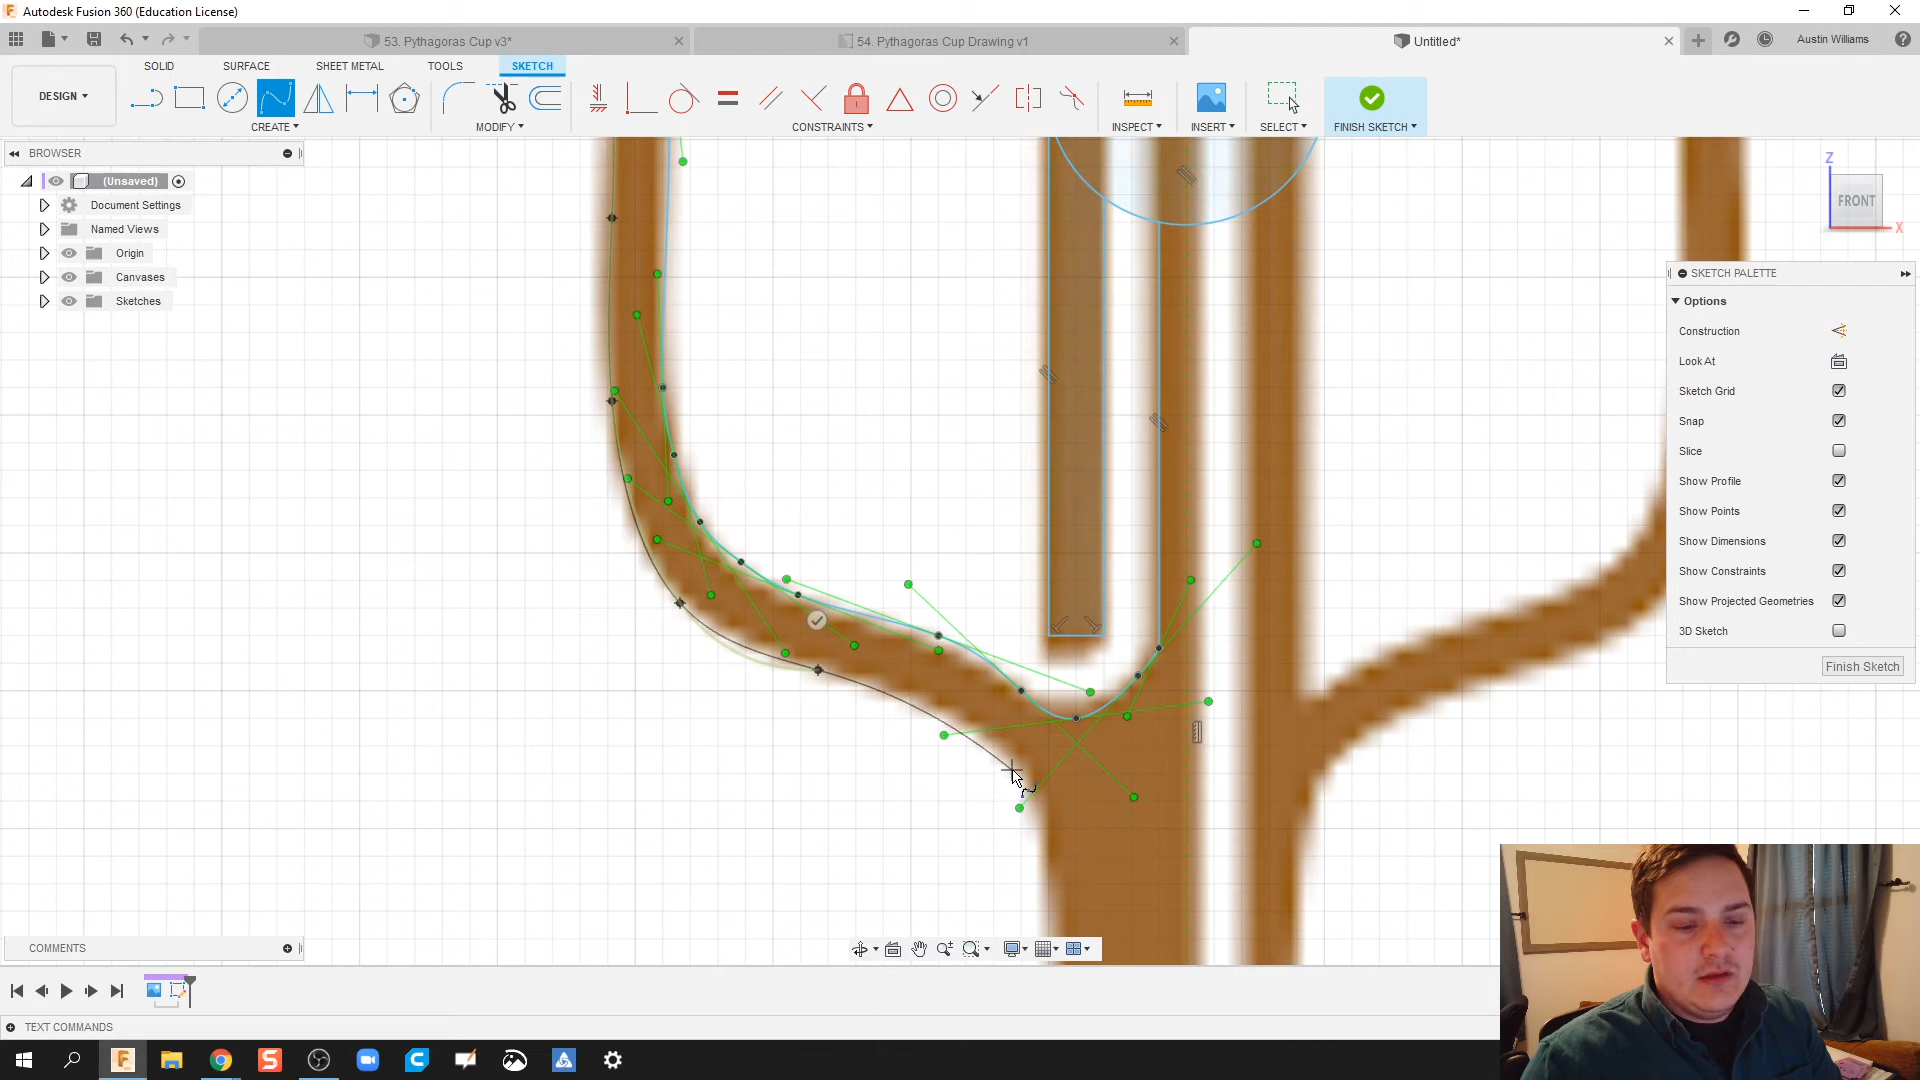 Autodesk Fusion 360 (Education License)
53. Pythagoras Cup v3*
54. Pythagoras Cup Drawing v1
Untitled*
Austin Williams
DESIGN
SOLID
SURFACE
SHEET METAL
TOOLS
SKETCH
CREATE
MODIFY
CONSTRAINTS
INSPECT
INSERT
SELECT
FINISH SKETCH
BROWSER
(Unsaved)
Document Settings
Named Views
Origin
Canvases
Sketches
Z
FRONT
X
SKETCH PALETTE
Options
Construction
Look At
Sketch Grid
Snap
Slice
Show Profile
Show Points
Show Dimensions
Show Constraints
Show Projected Geometries
3D Sketch
Finish Sketch
COMMENTS
TEXT COMMANDS